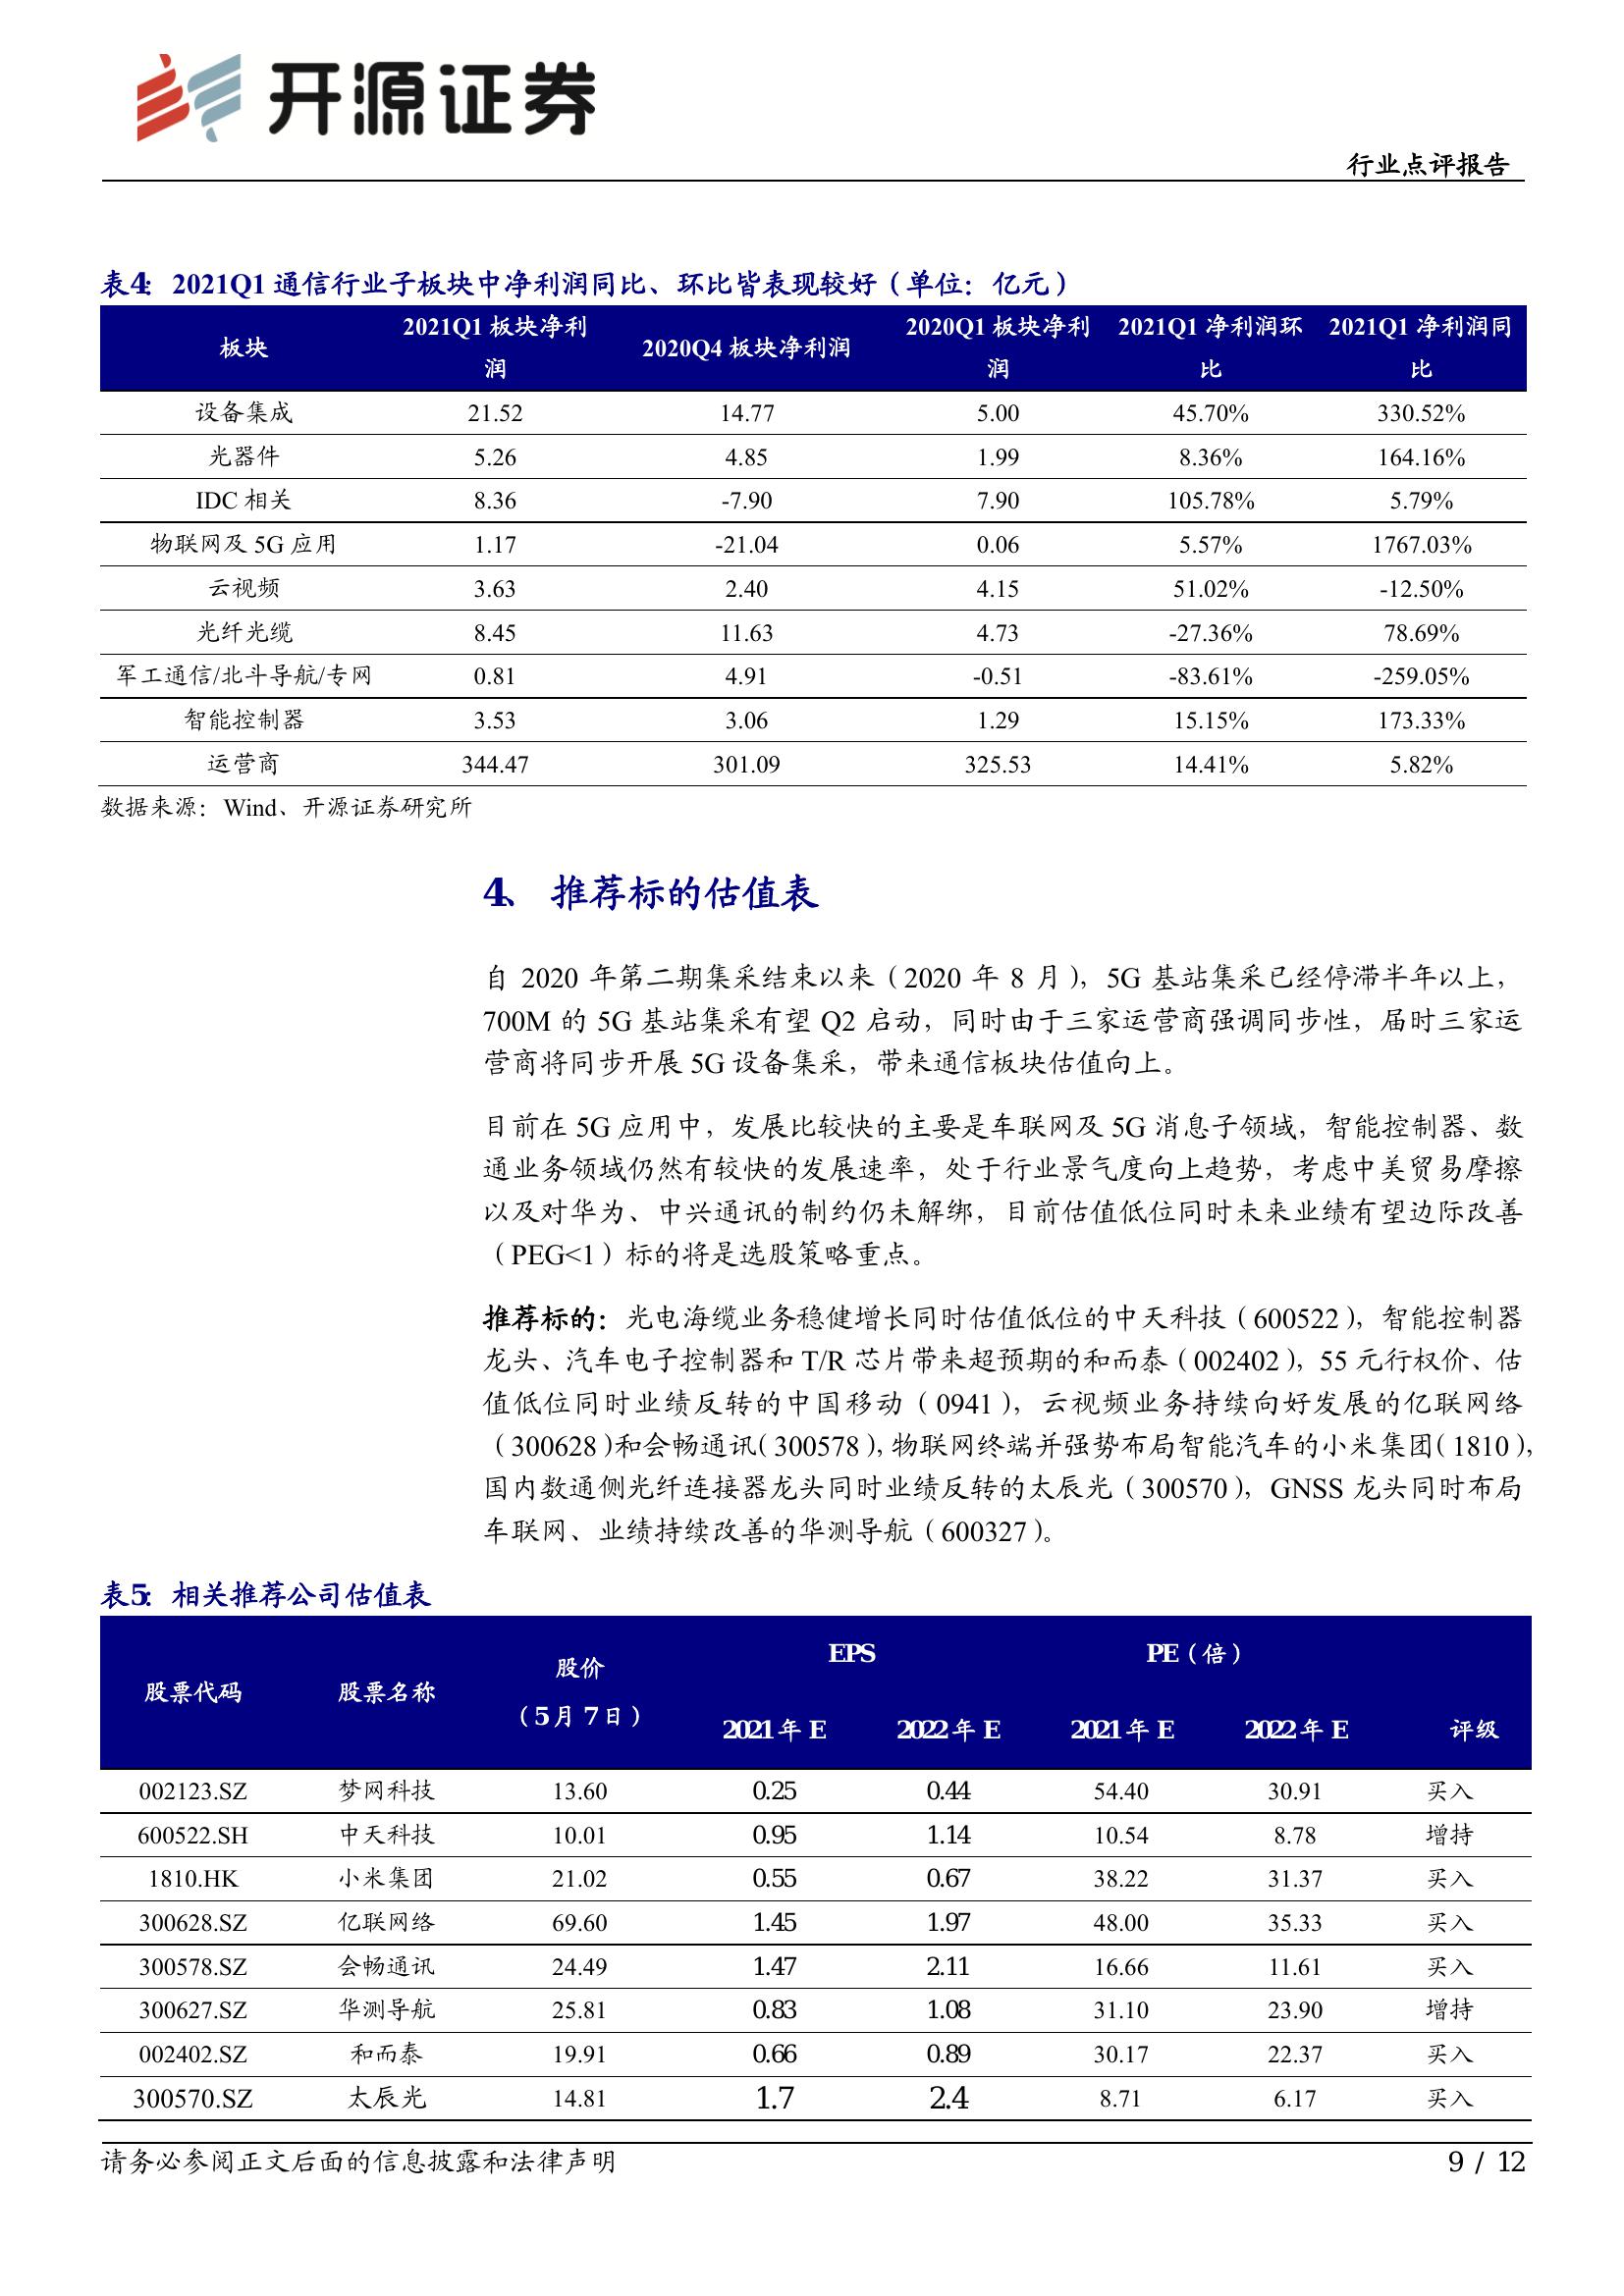 开源证券
行业点评报告
表4: 2021Q1 通信行业子板块中净利润同比、环比皆表现较好（单位：亿元）
板块 2021Q1 板块净利润 2020Q4 板块净利润 2020Q1 板块净利润 2021Q1 净利润环比 2021Q1 净利润同比
设备集成 21.52 14.77 5.00 45.70% 330.52%
光器件 5.26 4.85 1.99 8.36% 164.16%
IDC 相关 8.36 -7.90 7.90 105.78% 5.79%
物联网及 5G 应用 1.17 -21.04 0.06 5.57% 1767.03%
云视频 3.63 2.40 4.15 51.02% -12.50%
光纤光缆 8.45 11.63 4.73 -27.36% 78.69%
军工通信/北斗导航/专网 0.81 4.91 -0.51 -83.61% -259.05%
智能控制器 3.53 3.06 1.29 15.15% 173.33%
运营商 344.47 301.09 325.53 14.41% 5.82%
数据来源：Wind、开源证券研究所
4、 推荐标的估值表
自 2020 年第二期集采结束以来（2020 年 8 月），5G 基站集采已经停滞半年以上，
700M 的 5G 基站集采有望 Q2 启动，同时由于三家运营商强调同步性，届时三家运
营商将同步开展 5G 设备集采，带来通信板块估值向上。
目前在 5G 应用中，发展比较快的主要是车联网及 5G 消息子领域，智能控制器、数
通业务领域仍然有较快的发展速率，处于行业景气度向上趋势，考虑中美贸易摩擦
以及对华为、中兴通讯的制约仍未解绑，目前估值低位同时未来业绩有望边际改善
（PEG<1）标的将是选股策略重点。
推荐标的：光电海缆业务稳健增长同时估值低位的中天科技（600522），智能控制器
龙头、汽车电子控制器和 T/R 芯片带来超预期的和而泰（002402），55 元行权价、估
值低位同时业绩反转的中国移动（0941），云视频业务持续向好发展的亿联网络
（300628）和会畅通讯（300578），物联网终端并强势布局智能汽车的小米集团（1810），
国内数通侧光纤连接器龙头同时业绩反转的太辰光（300570），GNSS 龙头同时布局
车联网、业绩持续改善的华测导航（600327）。
表5: 相关推荐公司估值表
股票代码 股票名称 股价（5 月 7 日） EPS PE（倍） 评级
2021 年 E 2022 年 E 2021 年 E 2022 年 E
002123.SZ 梦网科技 13.60 0.25 0.44 54.40 30.91 买入
600522.SH 中天科技 10.01 0.95 1.14 10.54 8.78 增持
1810.HK 小米集团 21.02 0.55 0.67 38.22 31.37 买入
300628.SZ 亿联网络 69.60 1.45 1.97 48.00 35.33 买入
300578.SZ 会畅通讯 24.49 1.47 2.11 16.66 11.61 买入
300627.SZ 华测导航 25.81 0.83 1.08 31.10 23.90 增持
002402.SZ 和而泰 19.91 0.66 0.89 30.17 22.37 买入
300570.SZ 太辰光 14.81 1.7 2.4 8.71 6.17 买入
请务必参阅正文后面的信息披露和法律声明
9 / 12